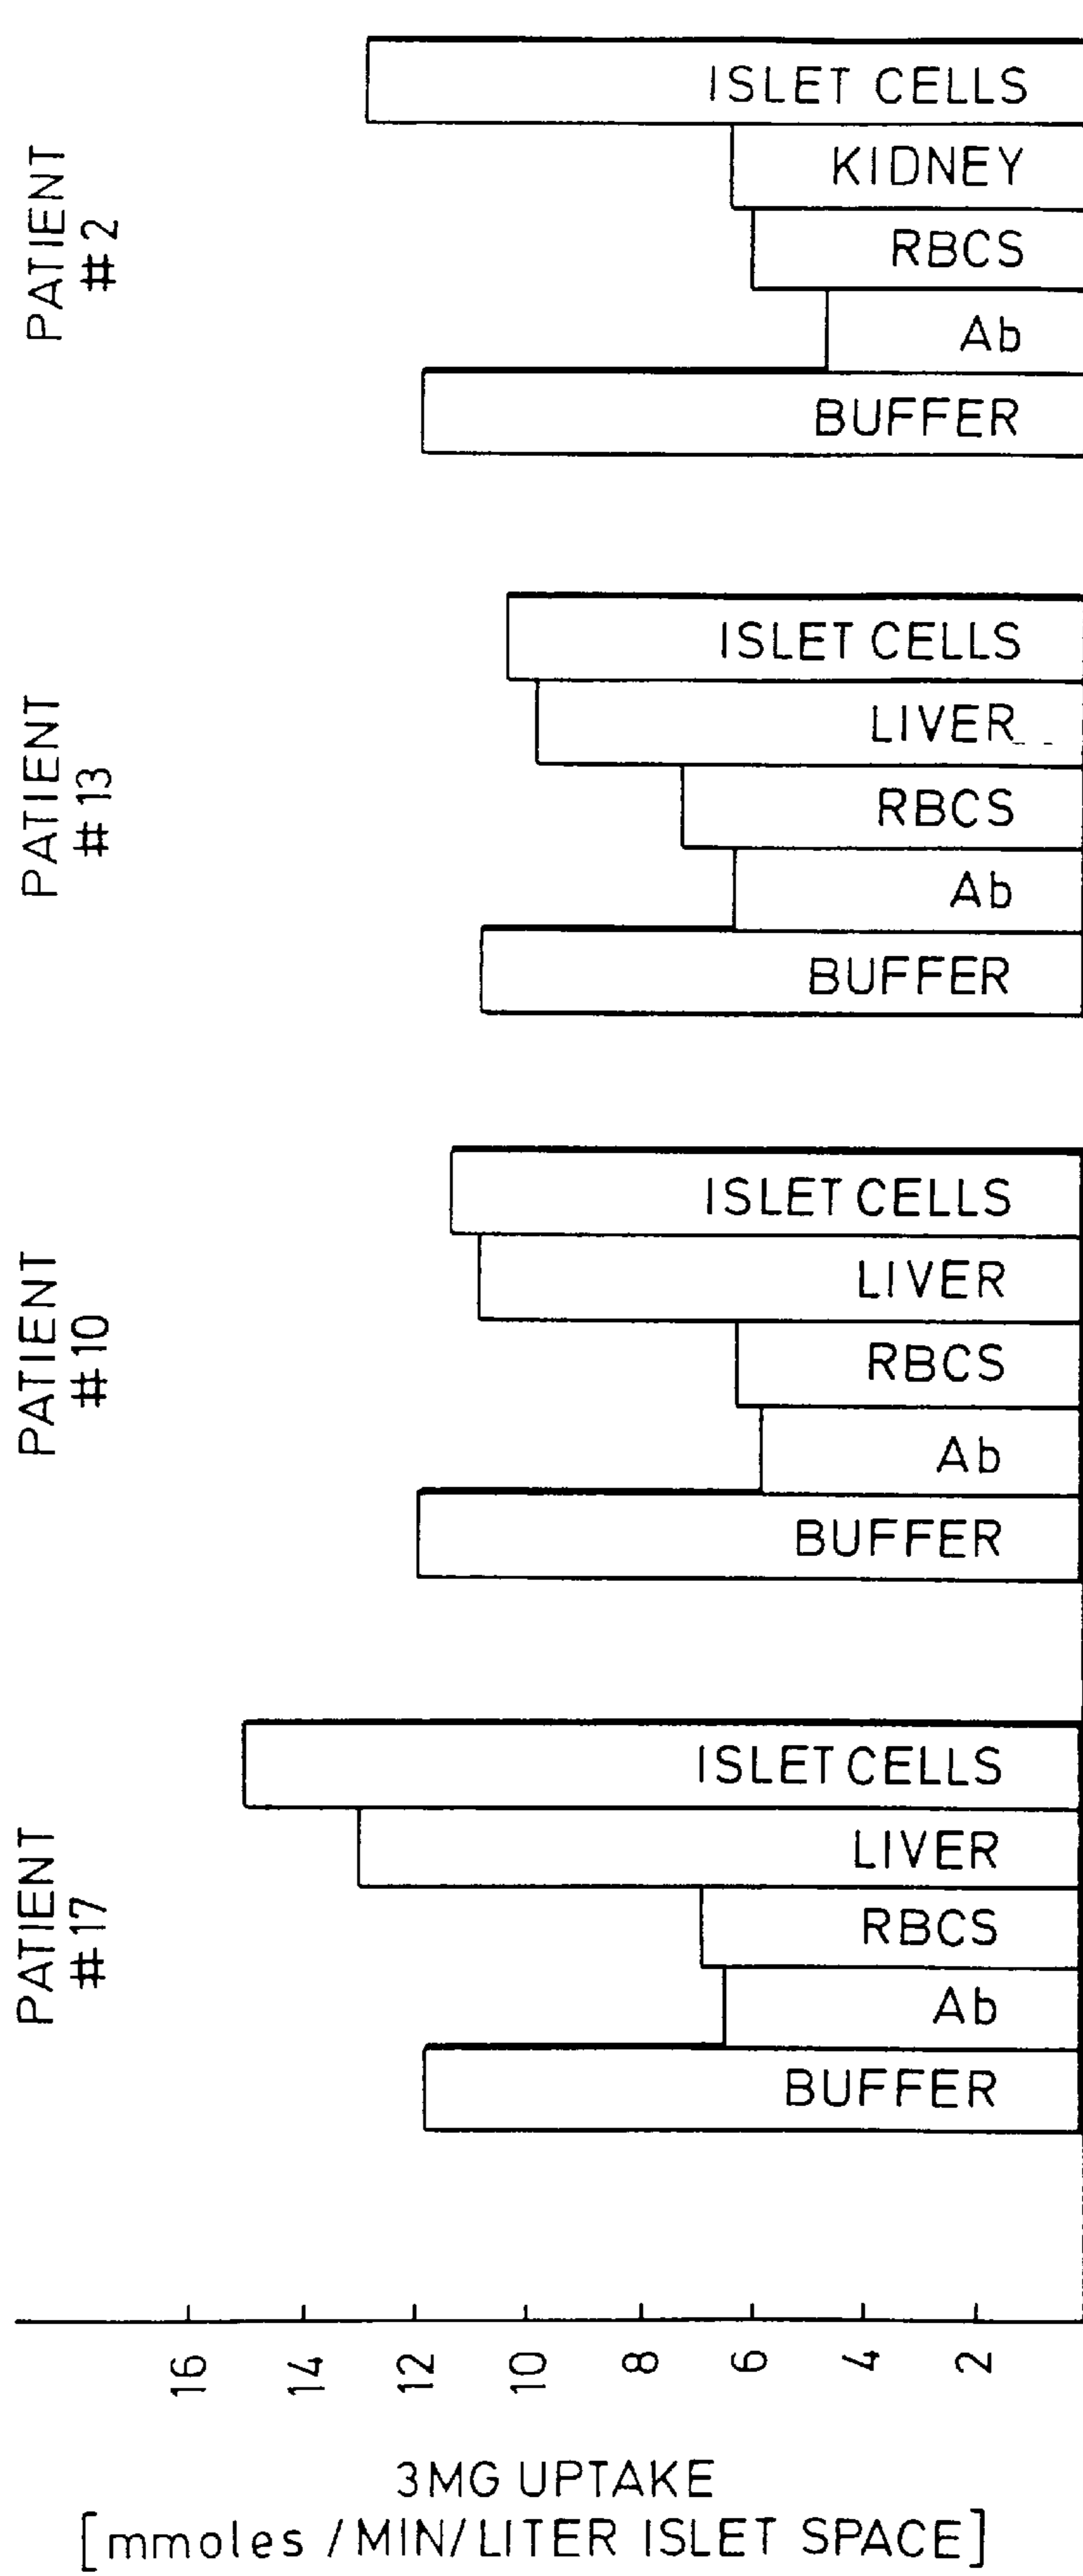 PATIENT
#2
ISLET CELLS
KIDNEY
RBCS
Ab
BUFFER
PATIENT
#13
ISLET CELLS
LIVER
RBCS
Ab
BUFFER
PATIENT
#10
ISLET CELLS
LIVER
RBCS
Ab
BUFFER
PATIENT
#17
ISLET CELLS
LIVER
RBCS
Ab
BUFFER
16 14 12 10 8 6 4 2
3MG UPTAKE
[mmoles /MIN/LITER ISLET SPACE]